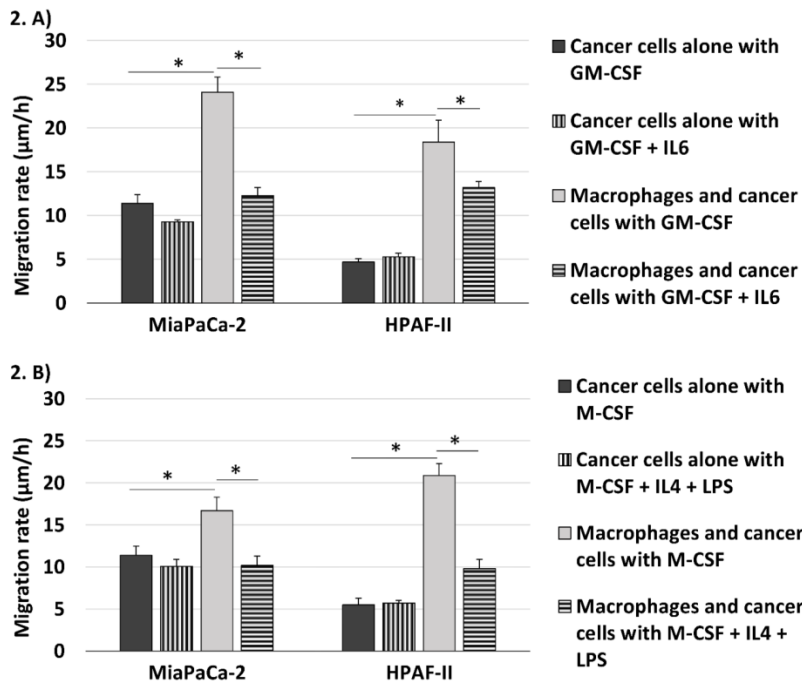 2. A)
30
25
20
15
10
5
0
Migration rate (µm/h)
*
*
*
*
MiaPaCa-2
HPAF-II
Cancer cells alone with
GM-CSF
Cancer cells alone with
GM-CSF + IL6
Macrophages and cancer
cells with GM-CSF
Macrophages and cancer
cells with GM-CSF + IL6
2. B)
30
25
20
15
10
5
0
Migration rate (µm/h)
*
*
*
*
MiaPaCa-2
HPAF-II
Cancer cells alone with
M-CSF
Cancer cells alone with
M-CSF + IL4 + LPS
Macrophages and cancer
cells with M-CSF
Macrophages and cancer
cells with M-CSF + IL4 +
LPS